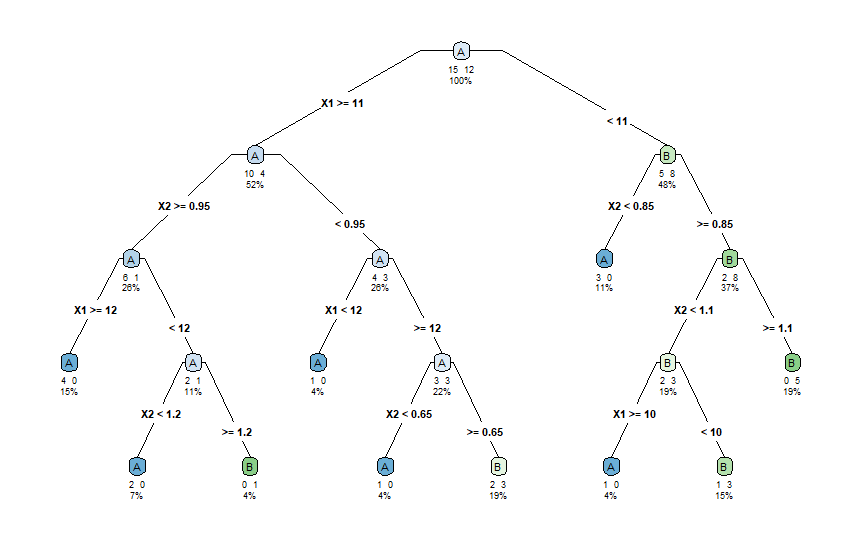 A
15 12
100%
X1 >= 11
< 11
A
10 4
52%
B
5 8
48%
X2 >= 0.95
< 0.95
X2 < 0.85
>= 0.85
A
6 1
26%
A
4 3
26%
A
3 0
11%
B
2 8
37%
X1 >= 12
< 12
X1 < 12
>= 12
X2 < 1.1
>= 1.1
A
4 0
15%
A
2 1
11%
A
1 0
4%
A
3 3
22%
B
2 3
19%
B
0 5
19%
X2 < 1.2
>= 1.2
X2 < 0.65
>= 0.65
X1 >= 10
< 10
A
2 0
7%
B
0 1
4%
A
1 0
4%
B
2 3
19%
A
1 0
4%
B
1 3
15%